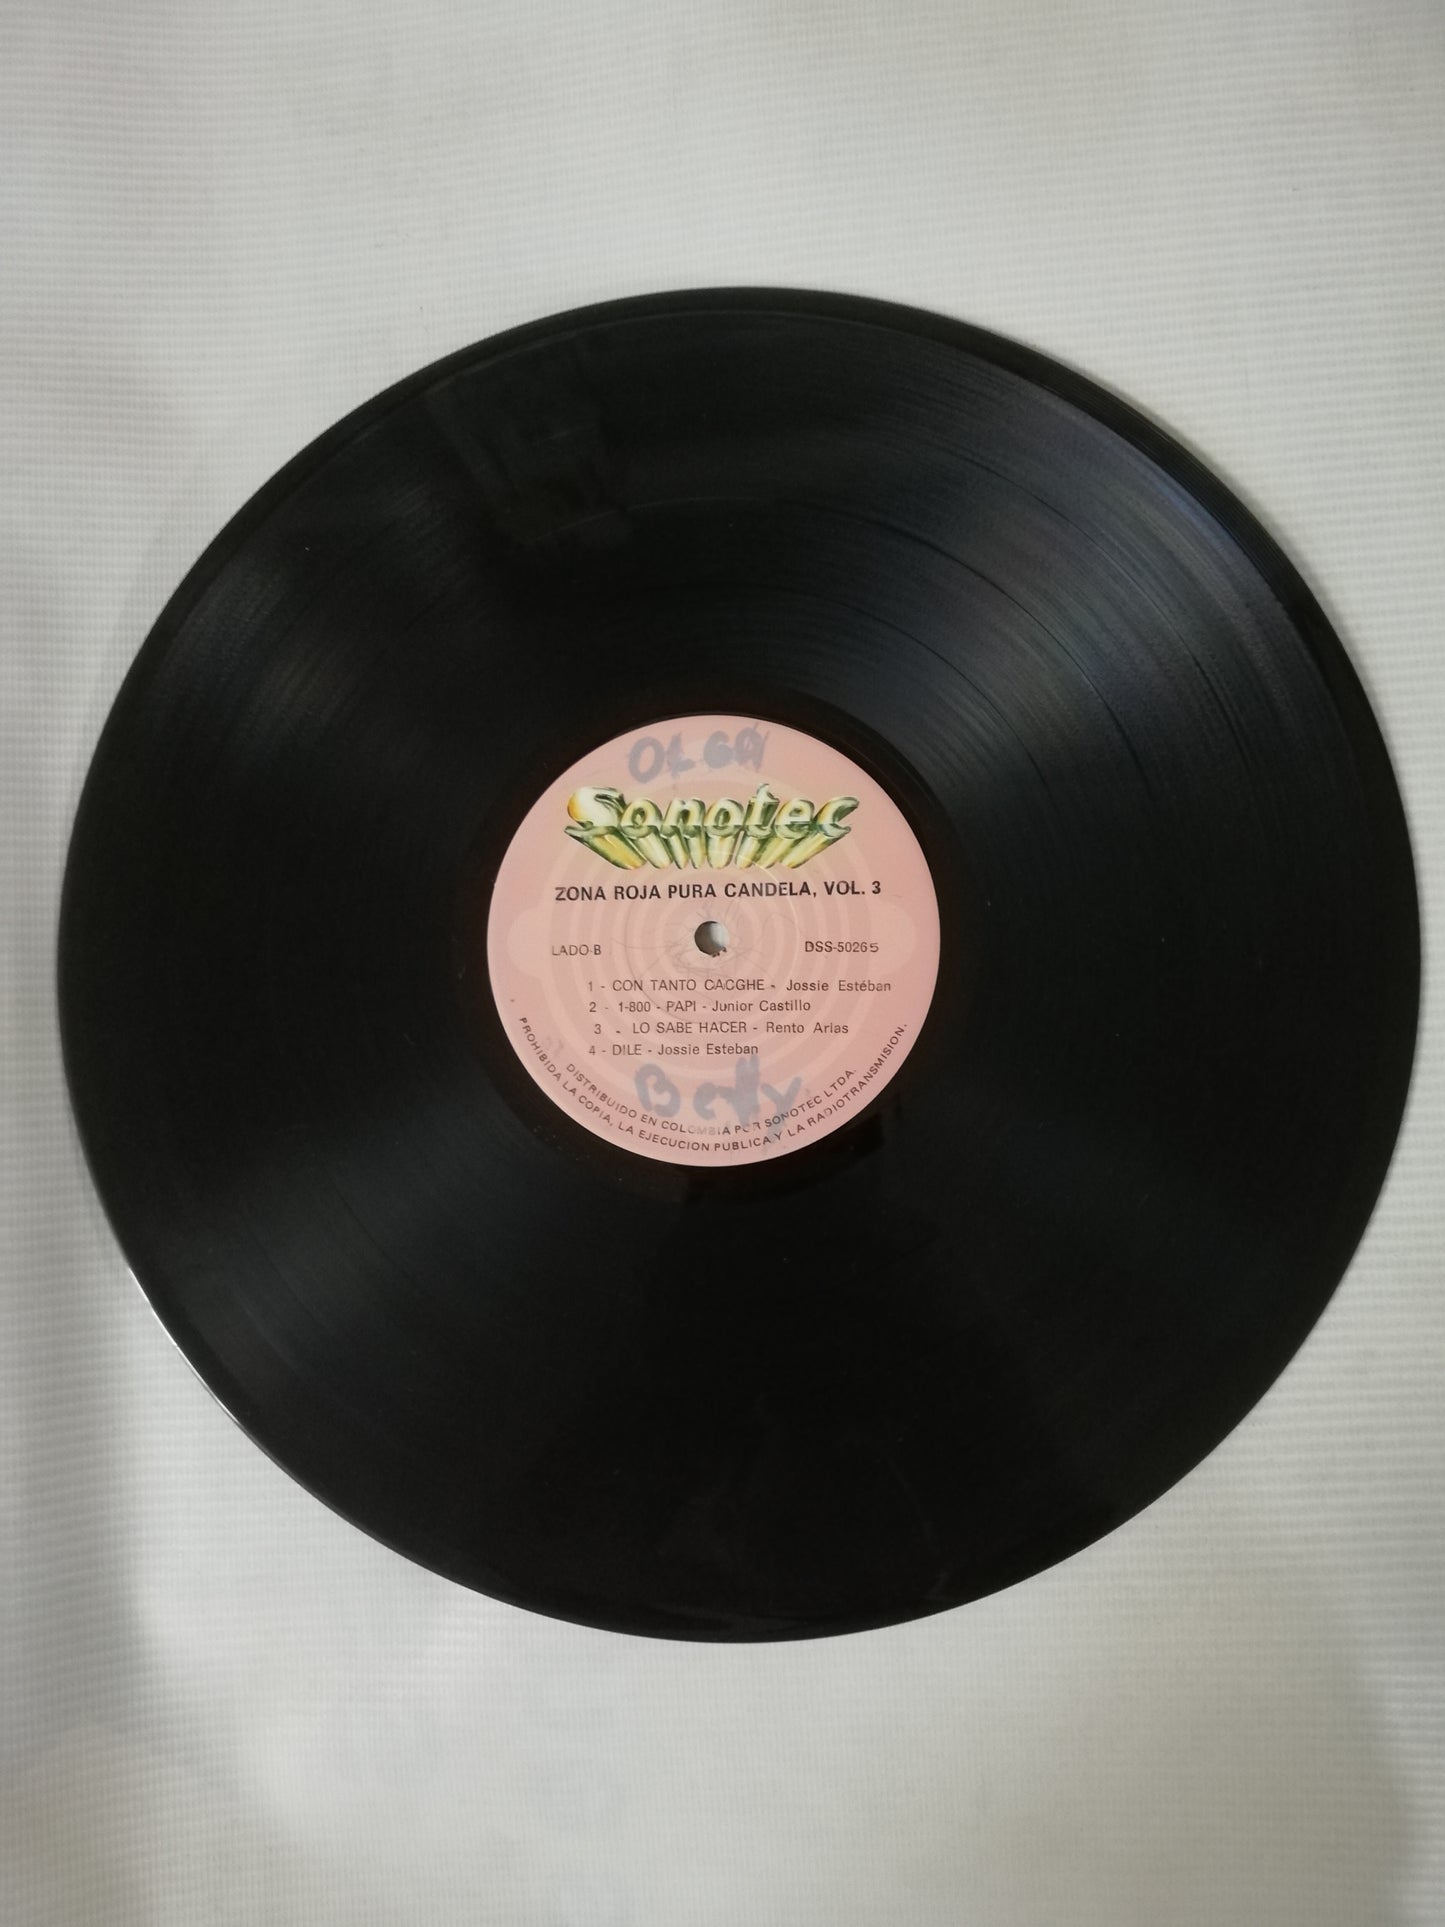 OLGA
Sonotec
ZONA ROJA PURA CANDELA, VOL. 3
LADO-B DSS-50265
1 - CON TANTO CACGHE - Jossie Estéban
2 - 1-800 - PAPI - Junior Castillo
3 - LO SABE HACER - Rento Arias
4 - DILE - Jossie Esteban
Betty
DISTRIBUIDO EN COLOMBIA POR SONOTEC LTDA.
PROHIBIDA LA COPIA, LA EJECUCION PUBLICA Y LA RADIOTRANSMISION.